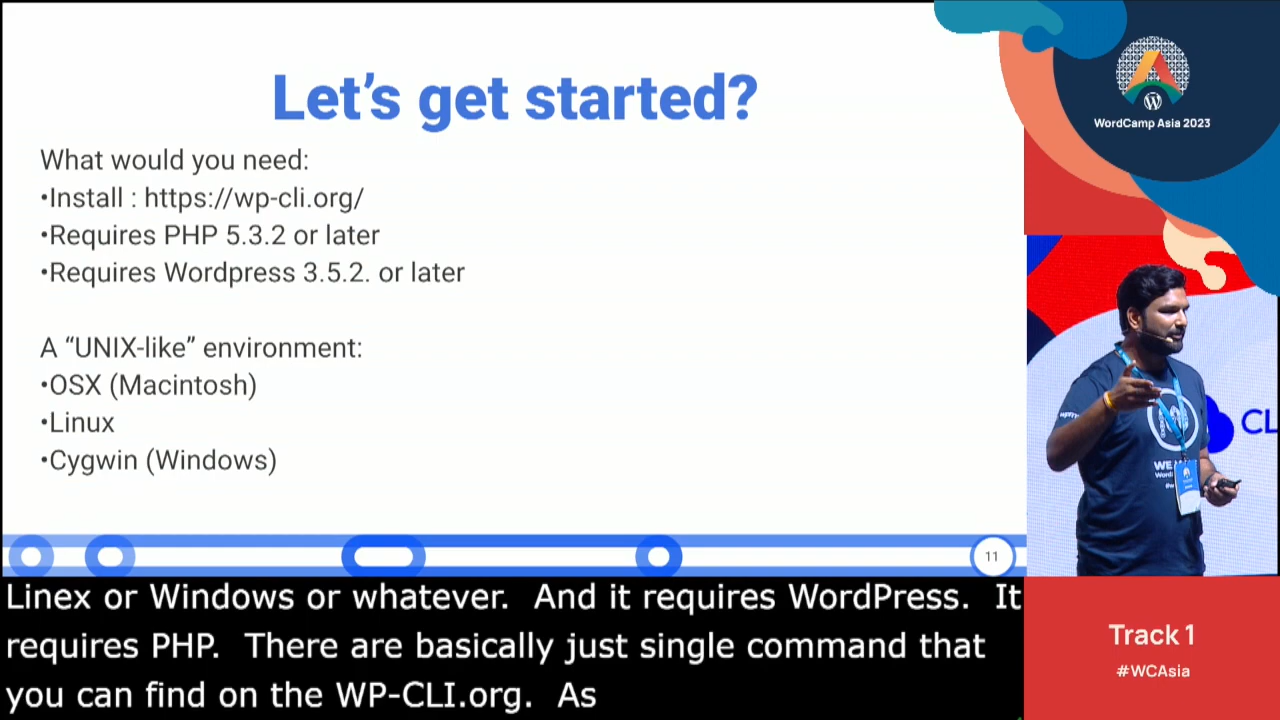 Let's get started?
What would you need:
•Install : https://wp-cli.org/
•Requires PHP 5.3.2 or later
•Requires Wordpress 3.5.2. or later
A “UNIX-like” environment:
•OSX (Macintosh)
•Linux
•Cygwin (Windows)
11
Linex or Windows or whatever.  And it requires WordPress.  It
requires PHP.  There are basically just single command that
you can find on the WP-CLI.org.  As
WordCamp Asia 2023
CL
WE
Track 1
#WCAsia